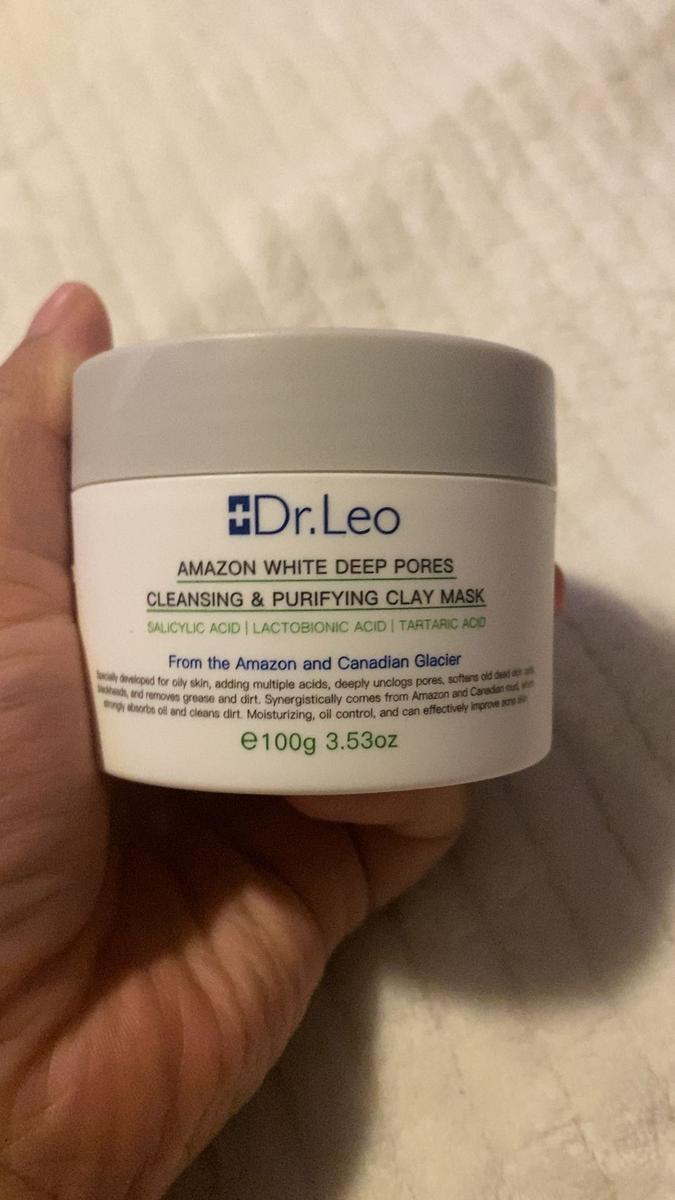 Dr.Leo
AMAZON WHITE DEEP PORES
CLEANSING & PURIFYING CLAY MASK
SALICYLIC ACID | LACTOBIONIC ACID | TARTARIC ACID
From the Amazon and Canadian Glacier
Specially developed for oily skin, adding multiple acids, deeply unclogs pores, softens old dead skin cells,
blackheads, and removes grease and dirt. Synergistically comes from Amazon and Canadian mud, which
strongly absorbs oil and cleans dirt. Moisturizing, oil control, and can effectively improve acne skin.
℮100g 3.53oz